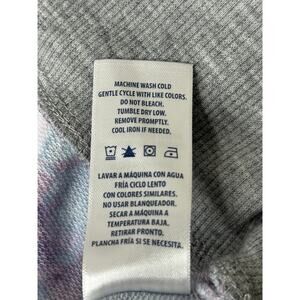 MACHINE WASH COLD
GENTLE CYCLE WITH LIKE COLORS.
DO NOT BLEACH.
TUMBLE DRY LOW.
REMOVE PROMPTLY.
COOL IRON IF NEEDED.
LAVAR A MÁQUINA CON AGUA
FRÍA CICLO LENTO
CON COLORES SIMILARES.
NO USAR BLANQUEADOR.
SECAR A MÁQUINA A
TEMPERATURA BAJA.
RETIRAR PRONTO.
PLANCHA FRÍA SI SE NECESITA.